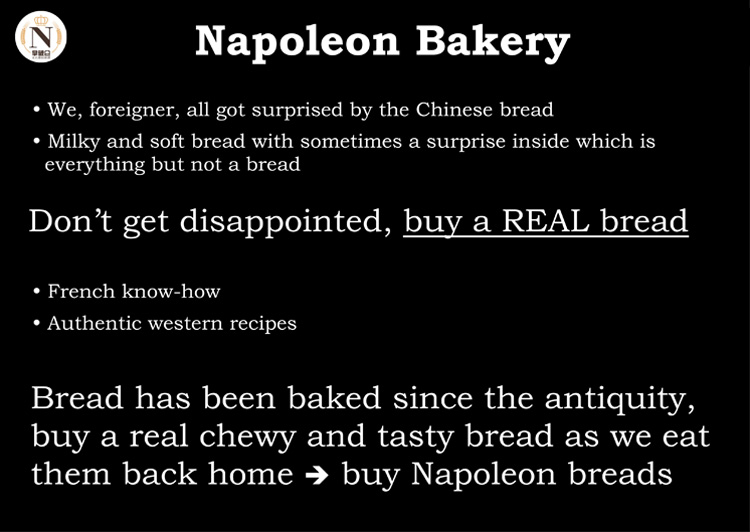 N
Napoleon Bakery
• We, foreigner, all got surprised by the Chinese bread
• Milky and soft bread with sometimes a surprise inside which is
everything but not a bread
Don’t get disappointed, buy a REAL bread
• French know-how
• Authentic western recipes
Bread has been baked since the antiquity,
buy a real chewy and tasty bread as we eat
them back home ➔ buy Napoleon breads